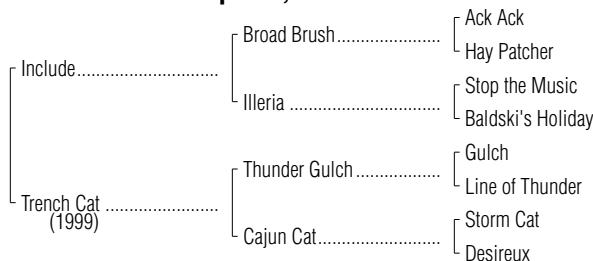 Ack Ack
Broad Brush
Hay Patcher
Include
Stop the Music
Illeria
Baldski's Holiday
Gulch
Thunder Gulch
Line of Thunder
Trench Cat
(1999)
Storm Cat
Cajun Cat
Desireux